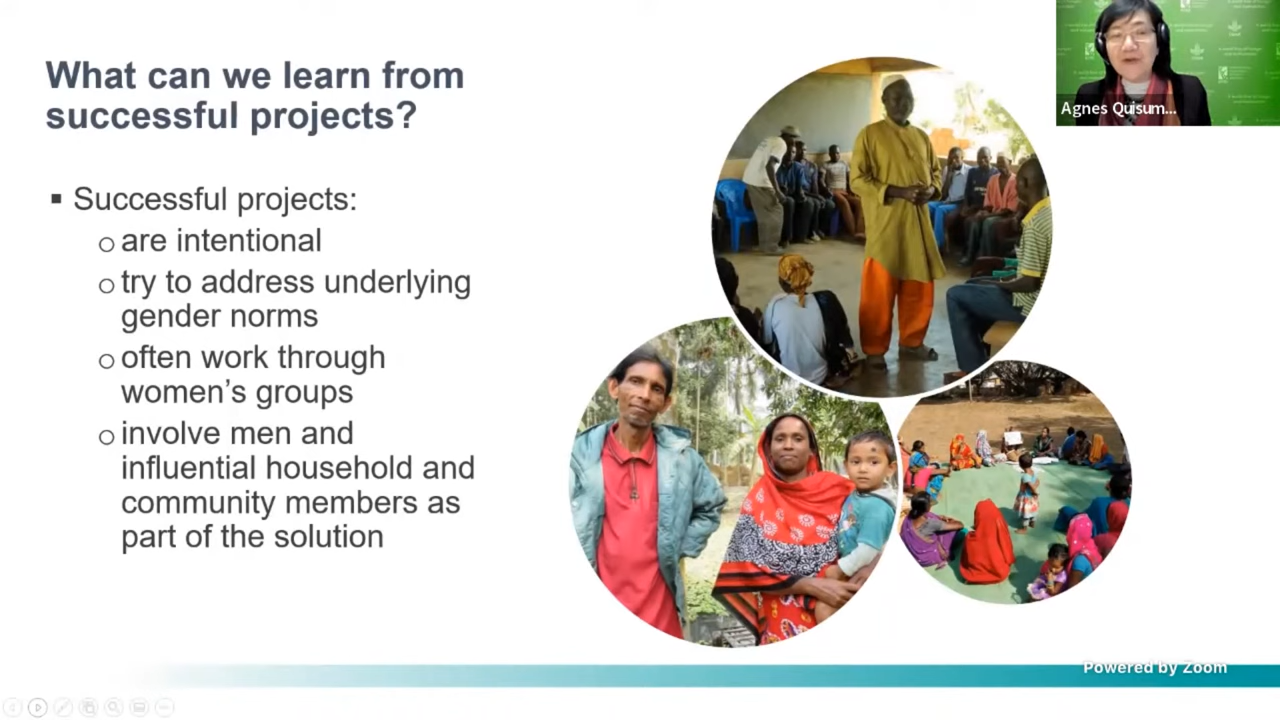 What can we learn from
successful projects?
▪ Successful projects:
o are intentional
o try to address underlying
gender norms
o often work through
women’s groups
o involve men and
influential household and
community members as
part of the solution
Agnes Quisum...
Powered by Zoom